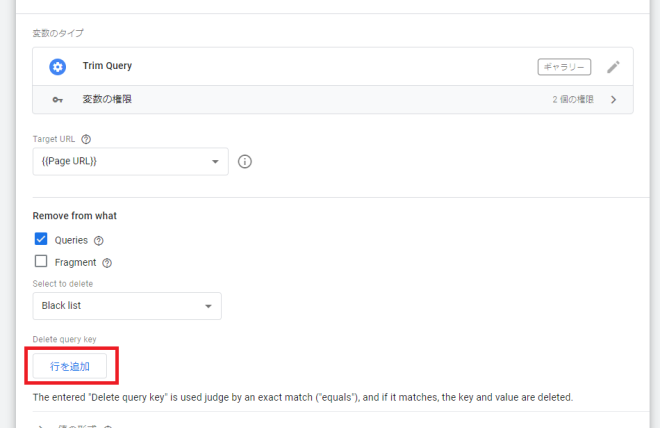 変数のタイプ
Trim Query
ギャラリー
変数の権限
2 個の権限
Target URL
{{Page URL}}
Remove from what
Queries
Fragment
Select to delete
Black list
Delete query key
行を追加
The entered "Delete query key" is used judge by an exact match ("equals"), and if it matches, the key and value are deleted.